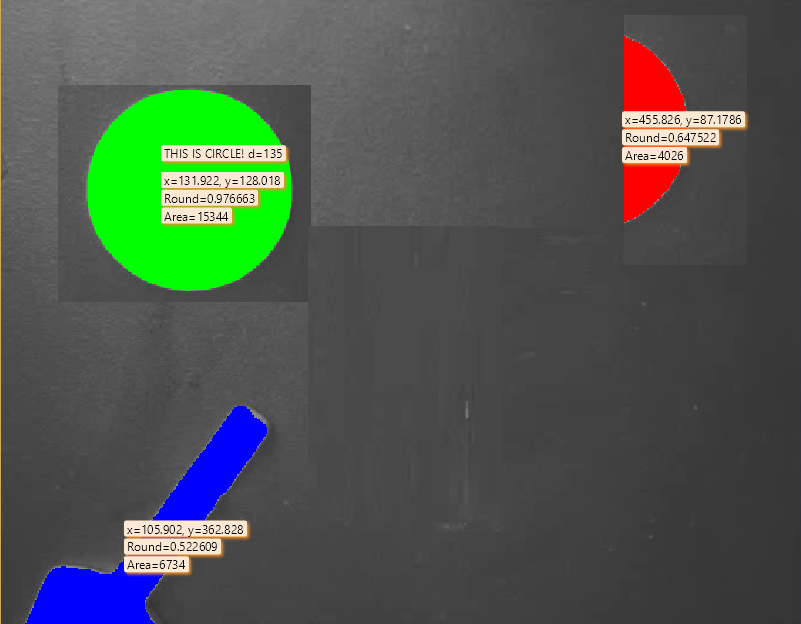 THIS IS CIRCLE! d=135
x=131.922, y=128.018
Round=0.976663
Area=15344
x=455.826, y=87.1786
Round=0.647522
Area=4026
x=105.902, y=362.828
Round=0.522609
Area=6734